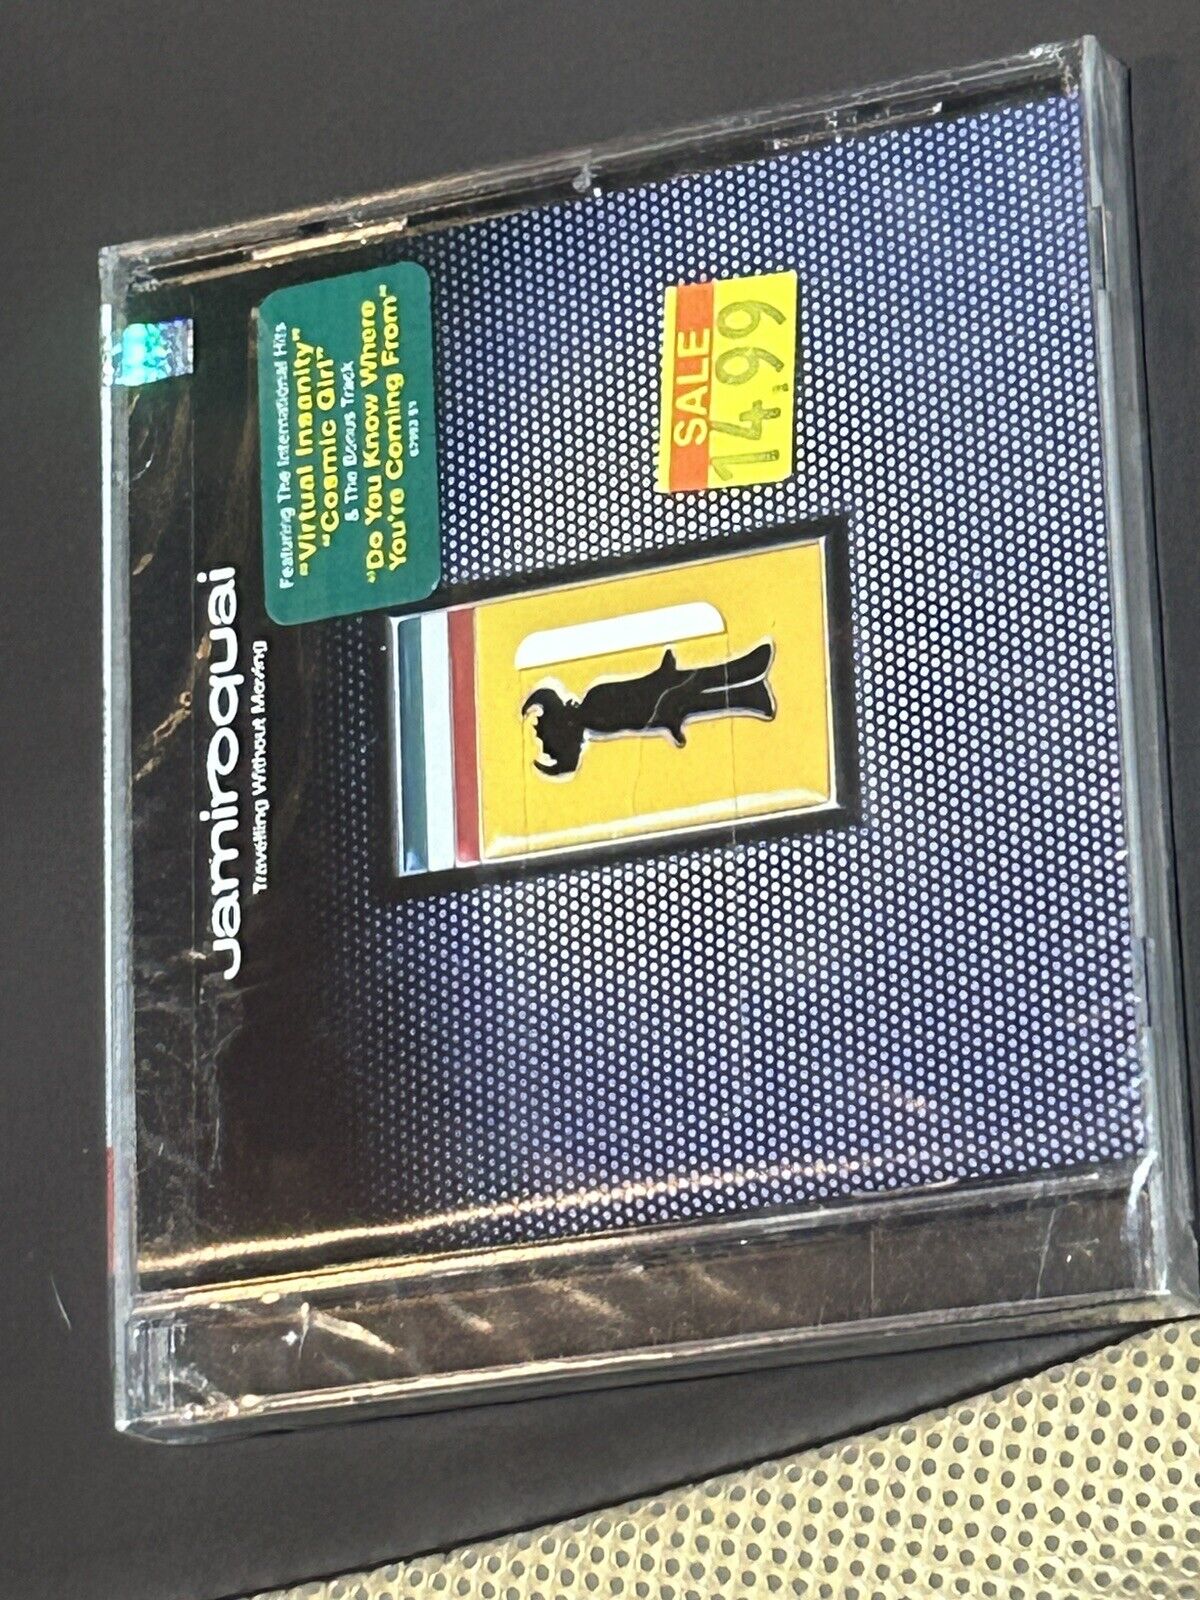 Jamiroquai
Travelling Without Moving
Featuring The International Hits
"Virtual Insanity"
"Cosmic Girl"
& The Bonus Track
"Do You Know Where
You're Coming From"
SALE
14.99